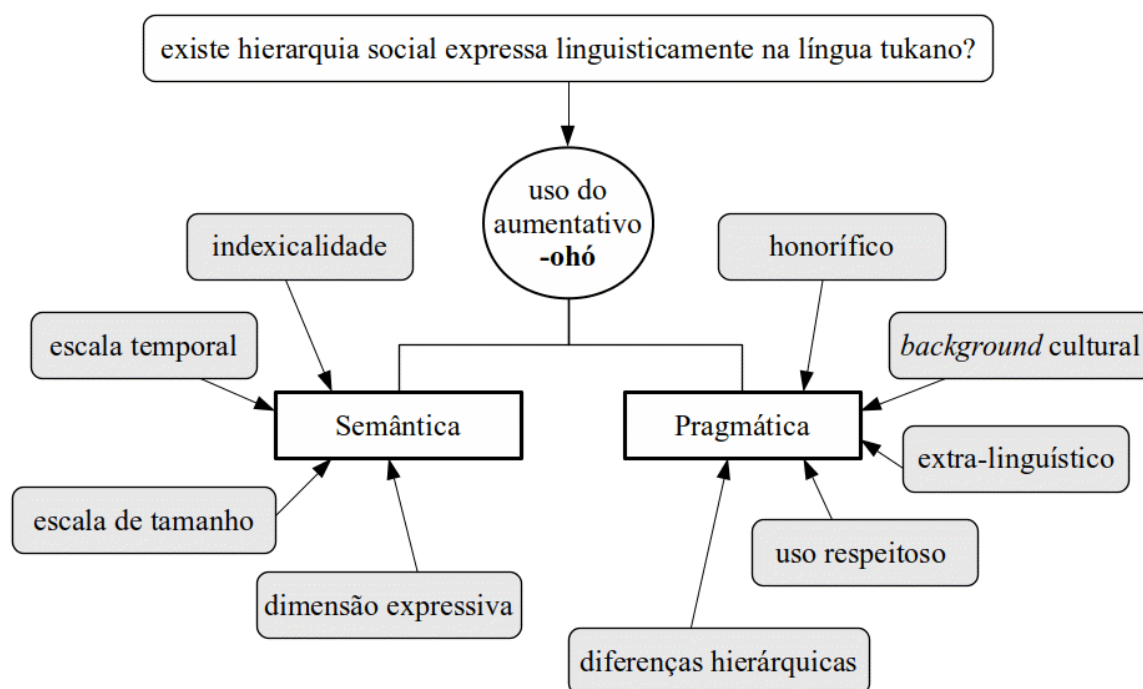 existe hierarquia social expressa linguisticamente na língua tukano?
uso do
aumentativo
-ohó
indexicalidade
honorífico
escala temporal
background cultural
Semântica
Pragmática
extra-linguístico
escala de tamanho
uso respeitoso
dimensão expressiva
diferenças hierárquicas